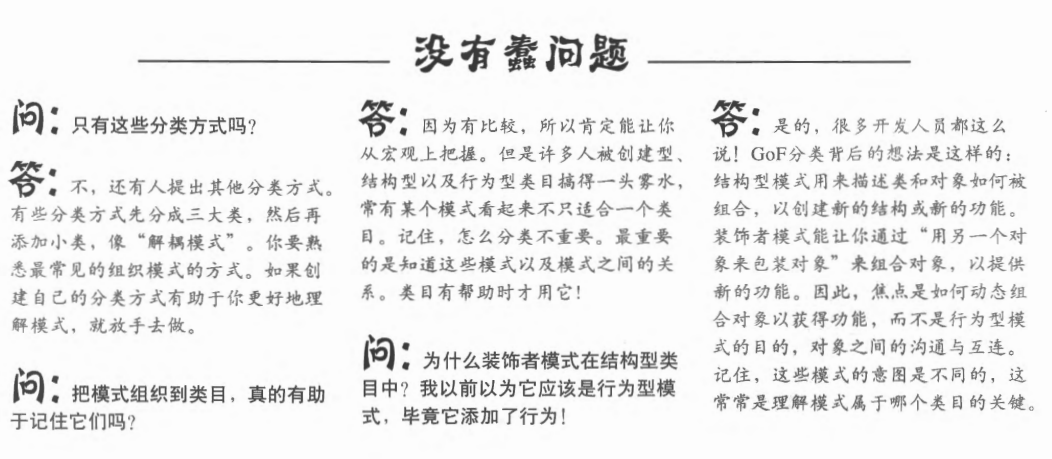 没有蠢问题
问：只有这些分类方式吗？
答：不，还有人提出其他分类方式。
有些分类方式先分成三大类，然后再
添加小类，像“解耦模式”。你要熟
悉最常见的组织模式的方式。如果创
建自己的分类方式有助于你更好地理
解模式，就放手去做。
问：把模式组织到类目，真的有助
于记住它们吗？
答：因为有比较，所以肯定能让你
从宏观上把握。但是许多人被创建型、
结构型以及行为型类目搞得一头雾水，
常有某个模式看起来不只适合一个类
目。记住，怎么分类不重要。最重要
的是知道这些模式以及模式之间的关
系。类目有帮助时才用它！
问：为什么装饰者模式在结构型类
目中？我以前以为它应该是行为型模
式，毕竟它添加了行为！
答：是的，很多开发人员都这么
说！GoF分类背后的想法是这样的：
结构型模式用来描述类和对象如何被
组合，以创建新的结构或新的功能。
装饰者模式能让你通过“用另一个对
象来包装对象”来组合对象，以提供
新的功能。因此，焦点是如何动态组
合对象以获得功能，而不是行为型模
式的目的，对象之间的沟通与互连。
记住，这些模式的意图是不同的，这
常常是理解模式属于哪个类目的关键。